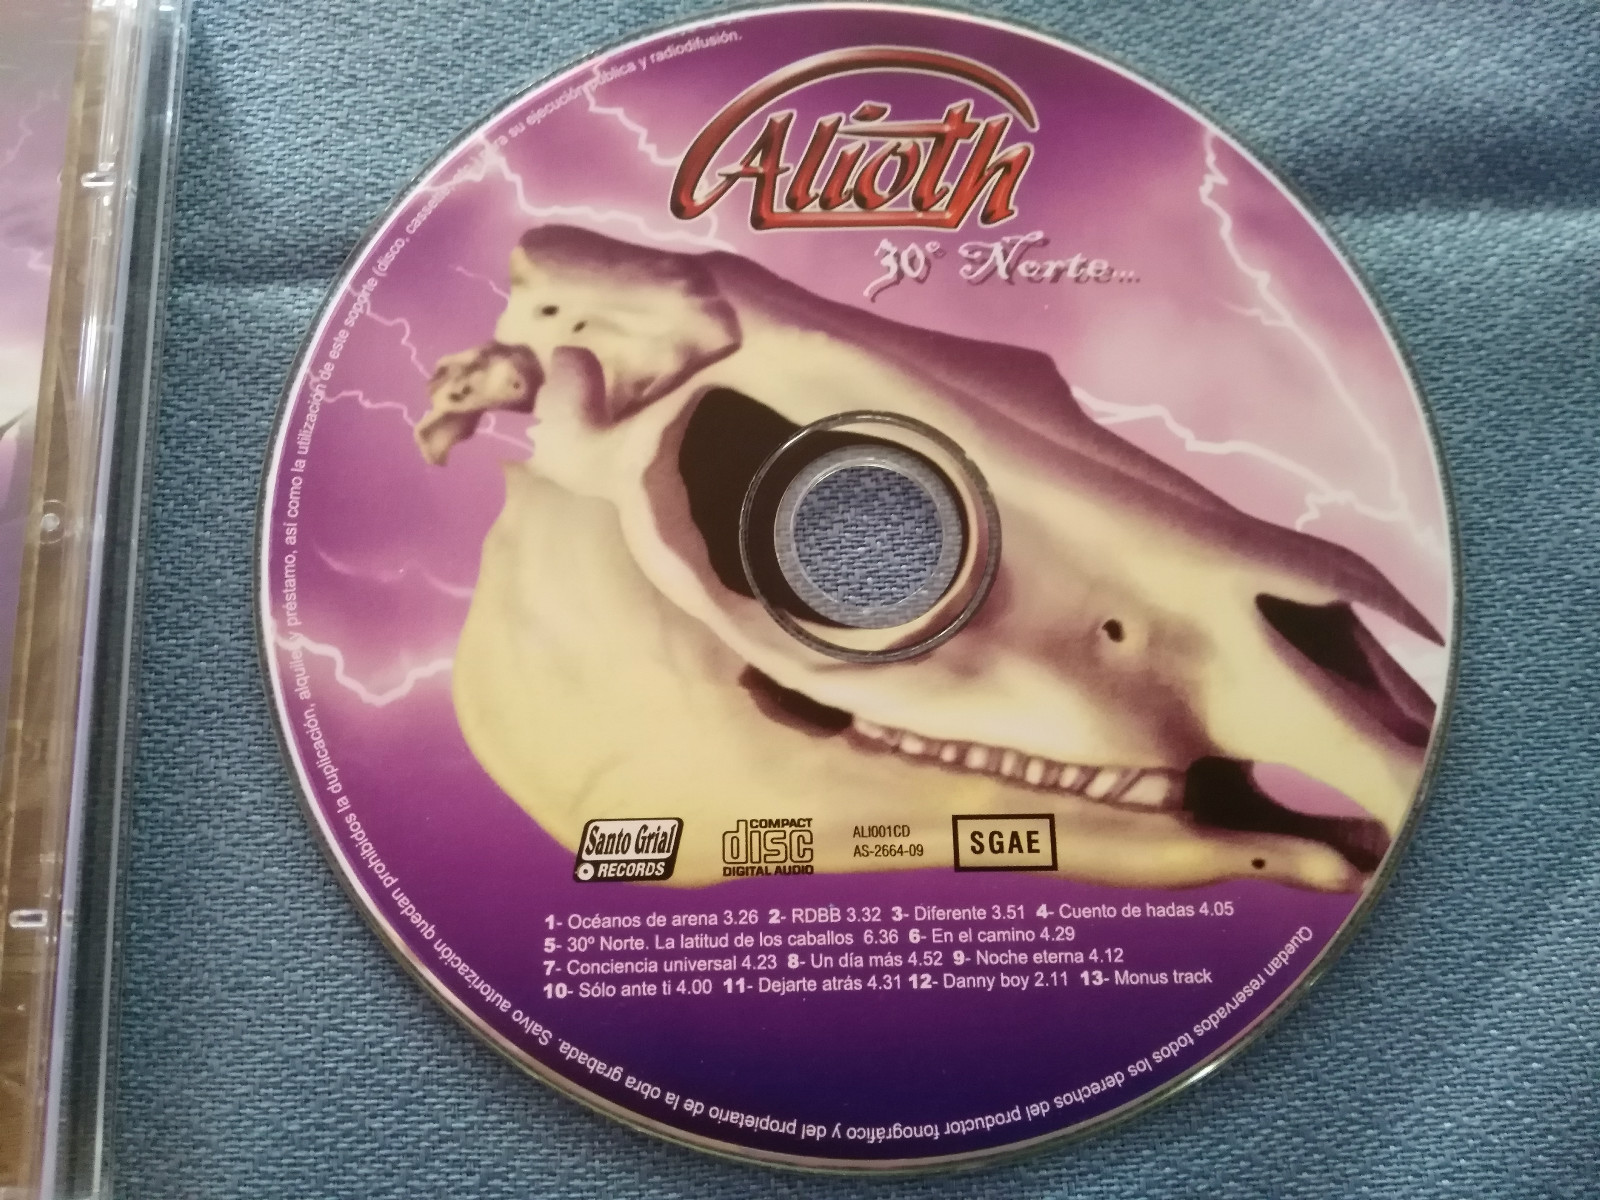 Alioth
30º Norte...
Santo Grial
RECORDS
COMPACT
disc
DIGITAL AUDIO
ALI001CD
AS-2664-09
SGAE
1- Océanos de arena 3.26 2- RDBB 3.32 3- Diferente 3.51 4- Cuento de hadas 4.05
5- 30º Norte. La latitud de los caballos 6.36 6- En el camino 4.29
7- Conciencia universal 4.23 8- Un día más 4.52 9- Noche eterna 4.12
10- Sólo ante ti 4.00 11- Dejarte atrás 4.31 12- Danny boy 2.11 13- Monus track
Quedan reservados todos los derechos del productor fonográfico y del propietario de la obra grabada. Salvo autorización quedan prohibidos la duplicación, alquiler y préstamo, así como la utilización de este soporte (disco, cassette, etc.) para su ejecución pública y radiodifusión.